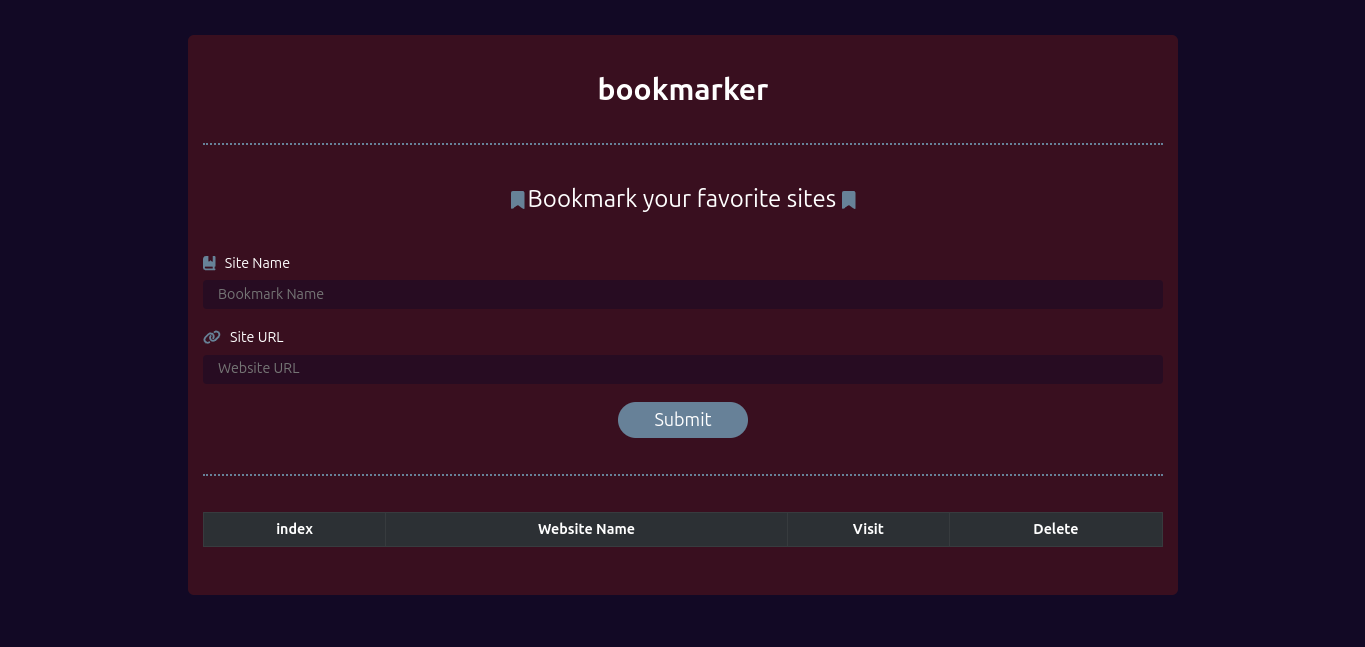 bookmarker
Bookmark your favorite sites
Site Name
Bookmark Name
Site URL
Website URL
Submit
index Website Name Visit Delete